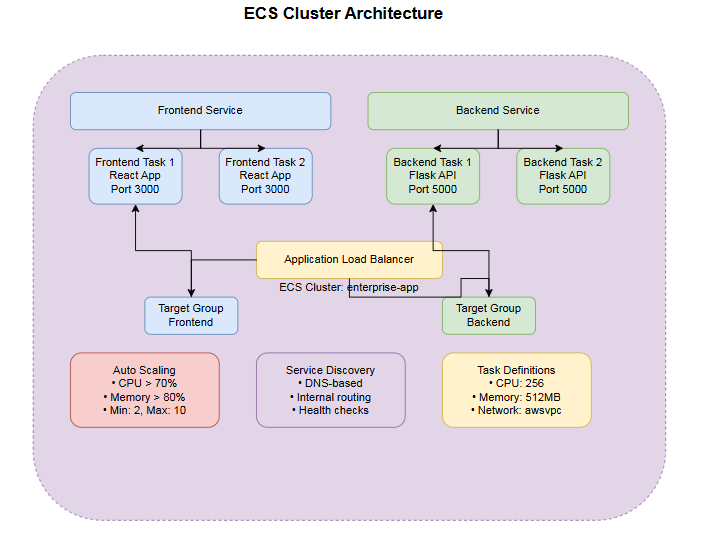 ECS Cluster Architecture
Frontend Service
Backend Service
Frontend Task 1
React App
Port 3000
Frontend Task 2
React App
Port 3000
Backend Task 1
Flask API
Port 5000
Backend Task 2
Flask API
Port 5000
Application Load Balancer
ECS Cluster: enterprise-app
Target Group
Frontend
Target Group
Backend
Auto Scaling
• CPU > 70%
• Memory > 80%
• Min: 2, Max: 10
Service Discovery
• DNS-based
• Internal routing
• Health checks
Task Definitions
• CPU: 256
• Memory: 512MB
• Network: awsvpc